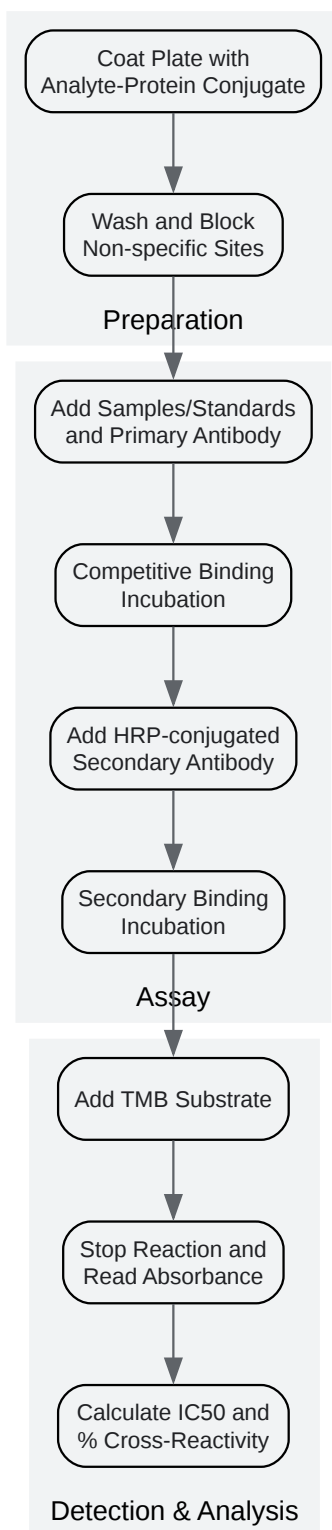 Coat Plate with
Analyte-Protein Conjugate
Wash and Block
Non-specific Sites
Preparation
Add Samples/Standards
and Primary Antibody
Competitive Binding
Incubation
Add HRP-conjugated
Secondary Antibody
Secondary Binding
Incubation
Assay
Add TMB Substrate
Stop Reaction and
Read Absorbance
Calculate IC50 and
% Cross-Reactivity
Detection & Analysis